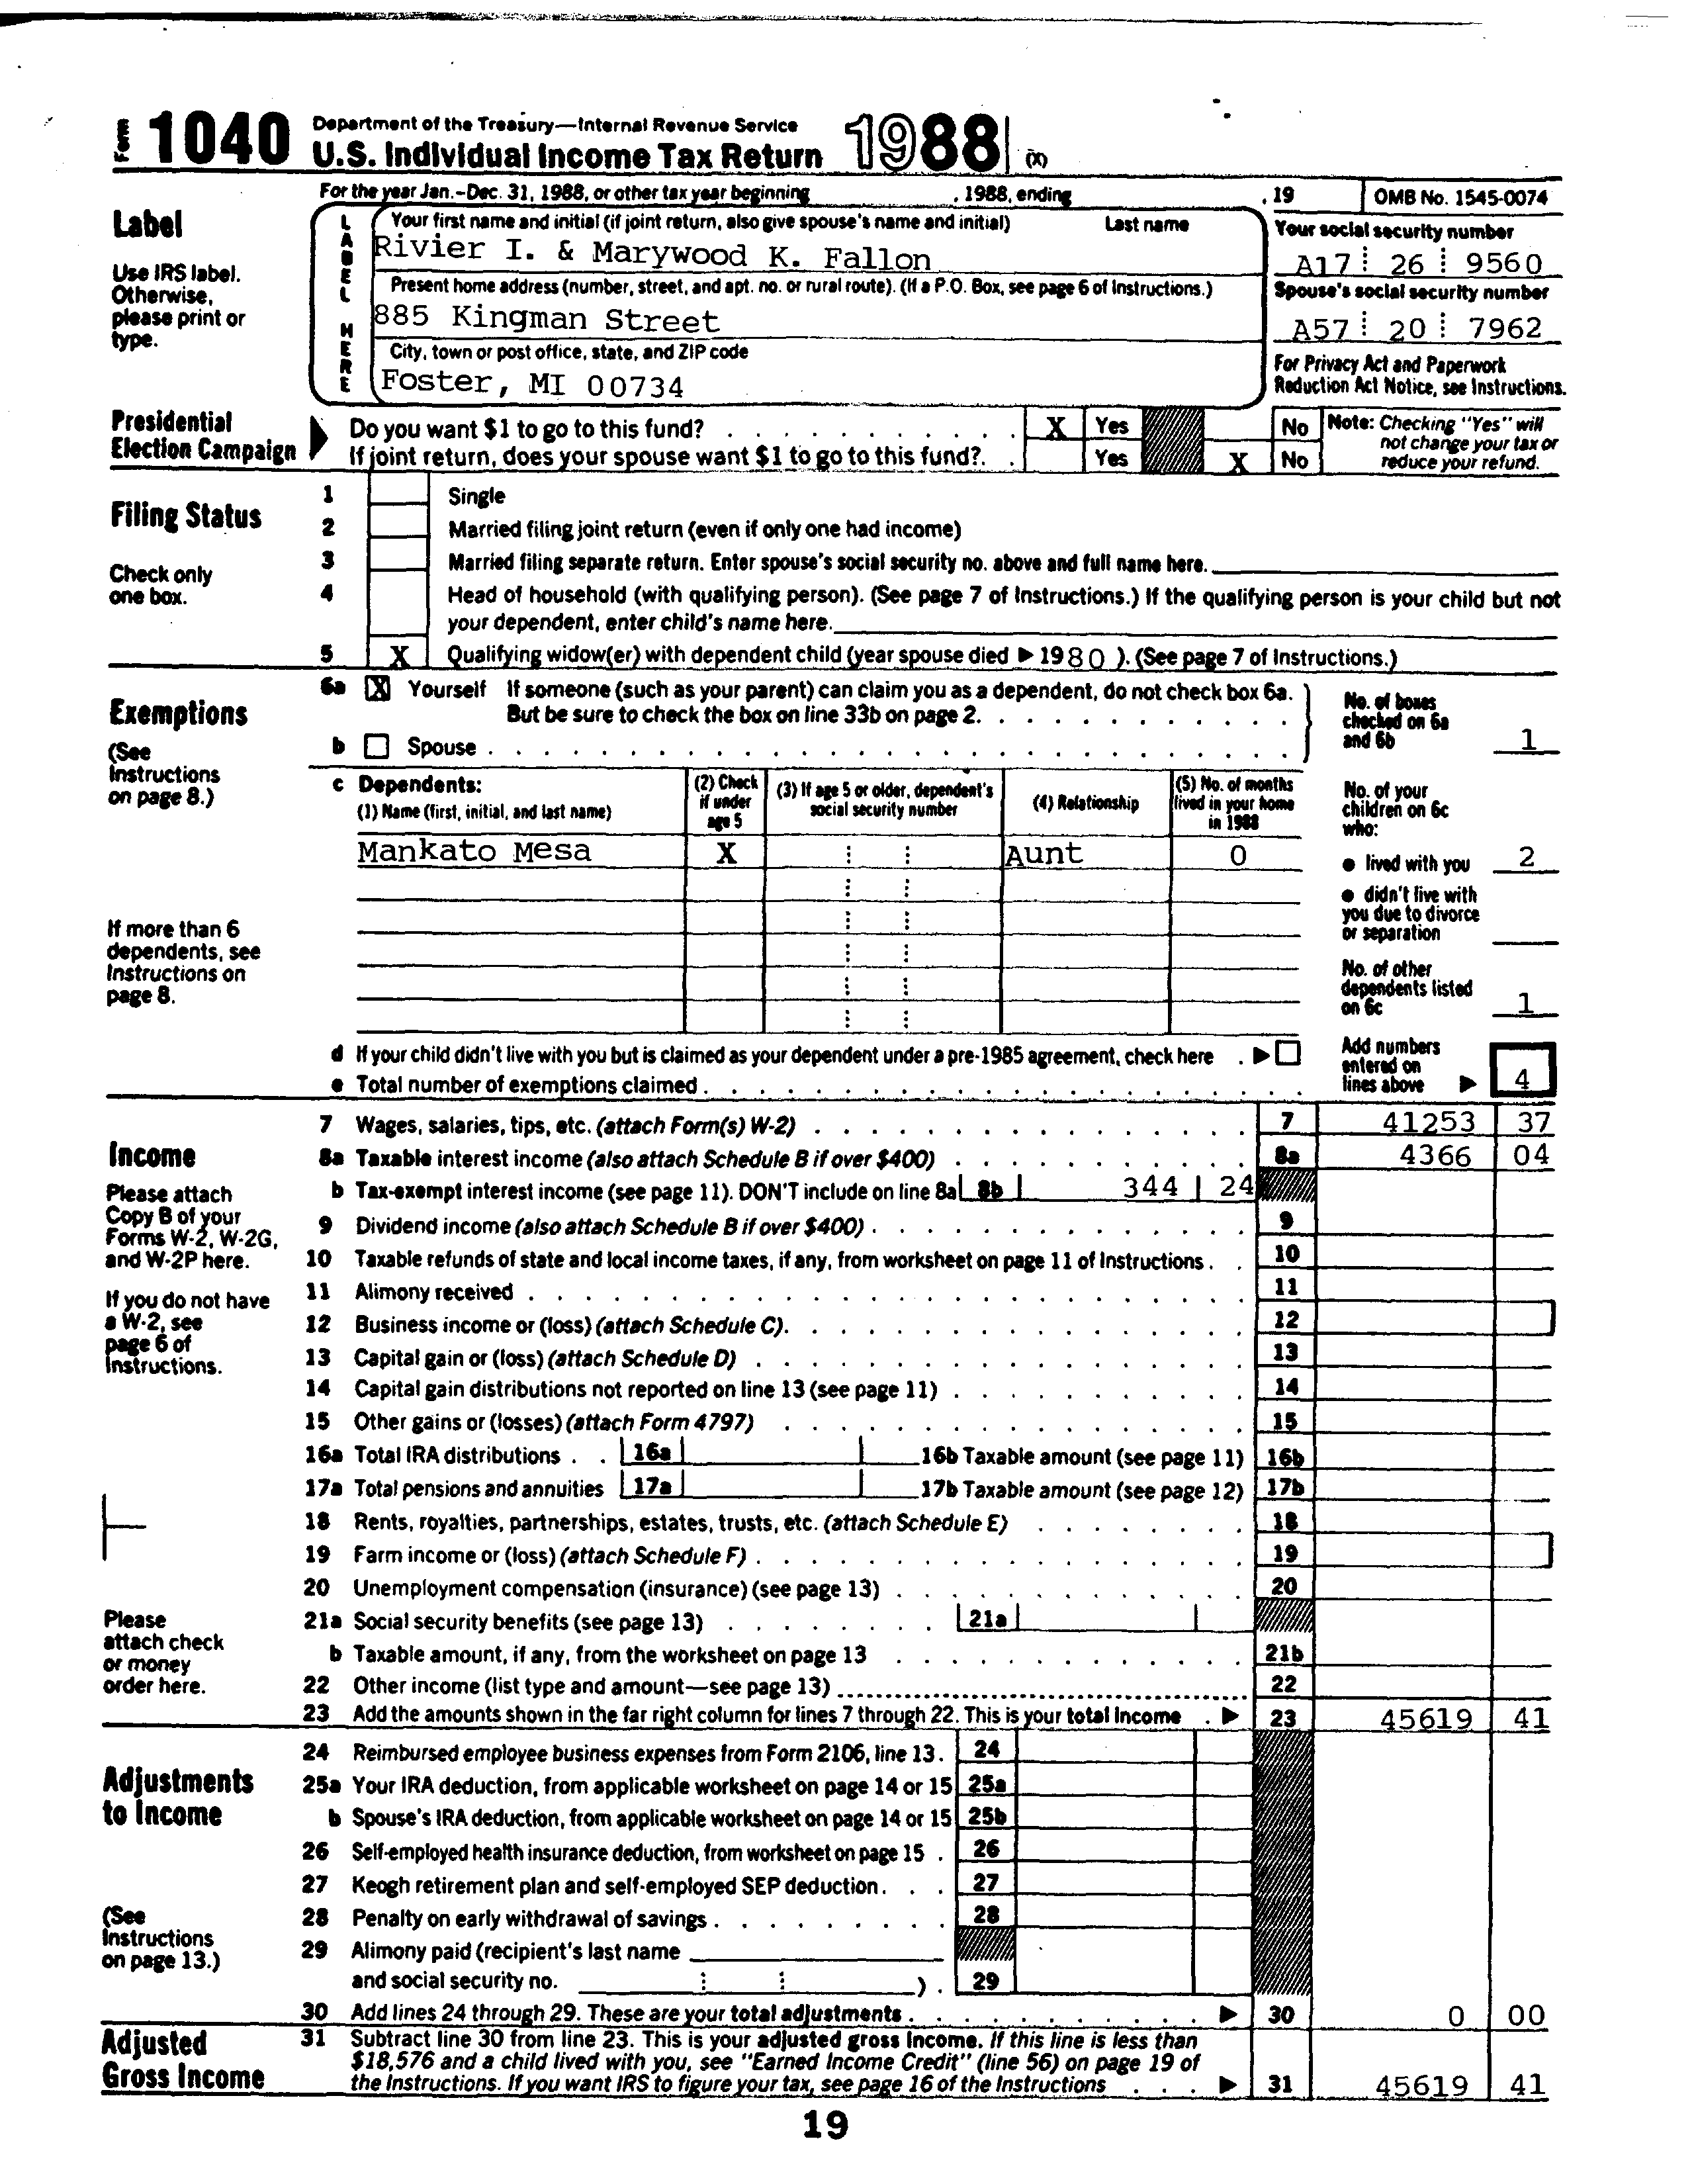 Form 1040 Department of the Treasury—Internal Revenue Service
U.S. Individual Income Tax Return 1988 (X)
For the year Jan.–Dec. 31, 1988, or other tax year beginning , 1988, ending , 19 OMB No. 1545-0074
Label
Use IRS label.
Otherwise,
please print or
type.
LABEL HERE
Your first name and initial (if joint return, also give spouse's name and initial) Last name
Rivier I. & Marywood K. Fallon
Present home address (number, street, and apt. no. or rural route). (If a P.O. Box, see page 6 of Instructions.)
885 Kingman Street
City, town or post office, state, and ZIP code
Foster, MI 00734
Your social security number
A17 26 9560
Spouse's social security number
A57 20 7962
For Privacy Act and Paperwork
Reduction Act Notice, see Instructions.
Presidential
Election Campaign
Do you want $1 to go to this fund? X Yes No
If joint return, does your spouse want $1 to go to this fund?. Yes X No
Note: Checking "Yes" will
not change your tax or
reduce your refund.
Filing Status
Check only
one box.
1 Single
2 Married filing joint return (even if only one had income)
3 Married filing separate return. Enter spouse's social security no. above and full name here.
4 Head of household (with qualifying person). (See page 7 of Instructions.) If the qualifying person is your child but not
your dependent, enter child's name here.
5 X Qualifying widow(er) with dependent child (year spouse died ▶ 1980 ). (See page 7 of Instructions.)
Exemptions
(See
Instructions
on page 8.)
6a X Yourself If someone (such as your parent) can claim you as a dependent, do not check box 6a.
But be sure to check the box on line 33b on page 2.
b Spouse
No. of boxes
checked on 6a
and 6b 1
c Dependents:
(1) Name (first, initial, and last name)
(2) Check
if under
age 5
(3) If age 5 or older, dependent's
social security number
(4) Relationship
(5) No. of months
lived in your home
in 1988
Mankato Mesa X Aunt 0
No. of your
children on 6c
who:
● lived with you 2
● didn't live with
you due to divorce
or separation
No. of other
dependents listed
on 6c 1
If more than 6
dependents, see
Instructions on
page 8.
d If your child didn't live with you but is claimed as your dependent under a pre-1985 agreement, check here . ▶
e Total number of exemptions claimed
Add numbers
entered on
lines above ▶ 4
Income
Please attach
Copy B of your
Forms W-2, W-2G,
and W-2P here.
If you do not have
a W-2, see
page 6 of
Instructions.
Please
attach check
or money
order here.
7 Wages, salaries, tips, etc. (attach Form(s) W-2) 7 41253 37
8a Taxable interest income (also attach Schedule B if over $400) 8a 4366 04
b Tax-exempt interest income (see page 11). DON'T include on line 8a 8b 344 24
9 Dividend income (also attach Schedule B if over $400) 9
10 Taxable refunds of state and local income taxes, if any, from worksheet on page 11 of Instructions 10
11 Alimony received 11
12 Business income or (loss) (attach Schedule C). 12
13 Capital gain or (loss) (attach Schedule D) 13
14 Capital gain distributions not reported on line 13 (see page 11) 14
15 Other gains or (losses) (attach Form 4797) 15
16a Total IRA distributions 16a 16b Taxable amount (see page 11) 16b
17a Total pensions and annuities 17a 17b Taxable amount (see page 12) 17b
18 Rents, royalties, partnerships, estates, trusts, etc. (attach Schedule E) 18
19 Farm income or (loss) (attach Schedule F) 19
20 Unemployment compensation (insurance) (see page 13) 20
21a Social security benefits (see page 13) 21a
b Taxable amount, if any, from the worksheet on page 13 21b
22 Other income (list type and amount—see page 13) 22
23 Add the amounts shown in the far right column for lines 7 through 22. This is your total income . ▶ 23 45619 41
Adjustments
to Income
(See
Instructions
on page 13.)
24 Reimbursed employee business expenses from Form 2106, line 13. 24
25a Your IRA deduction, from applicable worksheet on page 14 or 15 25a
b Spouse's IRA deduction, from applicable worksheet on page 14 or 15 25b
26 Self-employed health insurance deduction, from worksheet on page 15 . 26
27 Keogh retirement plan and self-employed SEP deduction. 27
28 Penalty on early withdrawal of savings 28
29 Alimony paid (recipient's last name
and social security no. ) . 29
30 Add lines 24 through 29. These are your total adjustments ▶ 30 0 00
Adjusted
Gross Income
31 Subtract line 30 from line 23. This is your adjusted gross income. If this line is less than
$18,576 and a child lived with you, see "Earned Income Credit" (line 56) on page 19 of
the Instructions. If you want IRS to figure your tax, see page 16 of the Instructions ▶ 31 45619 41
19